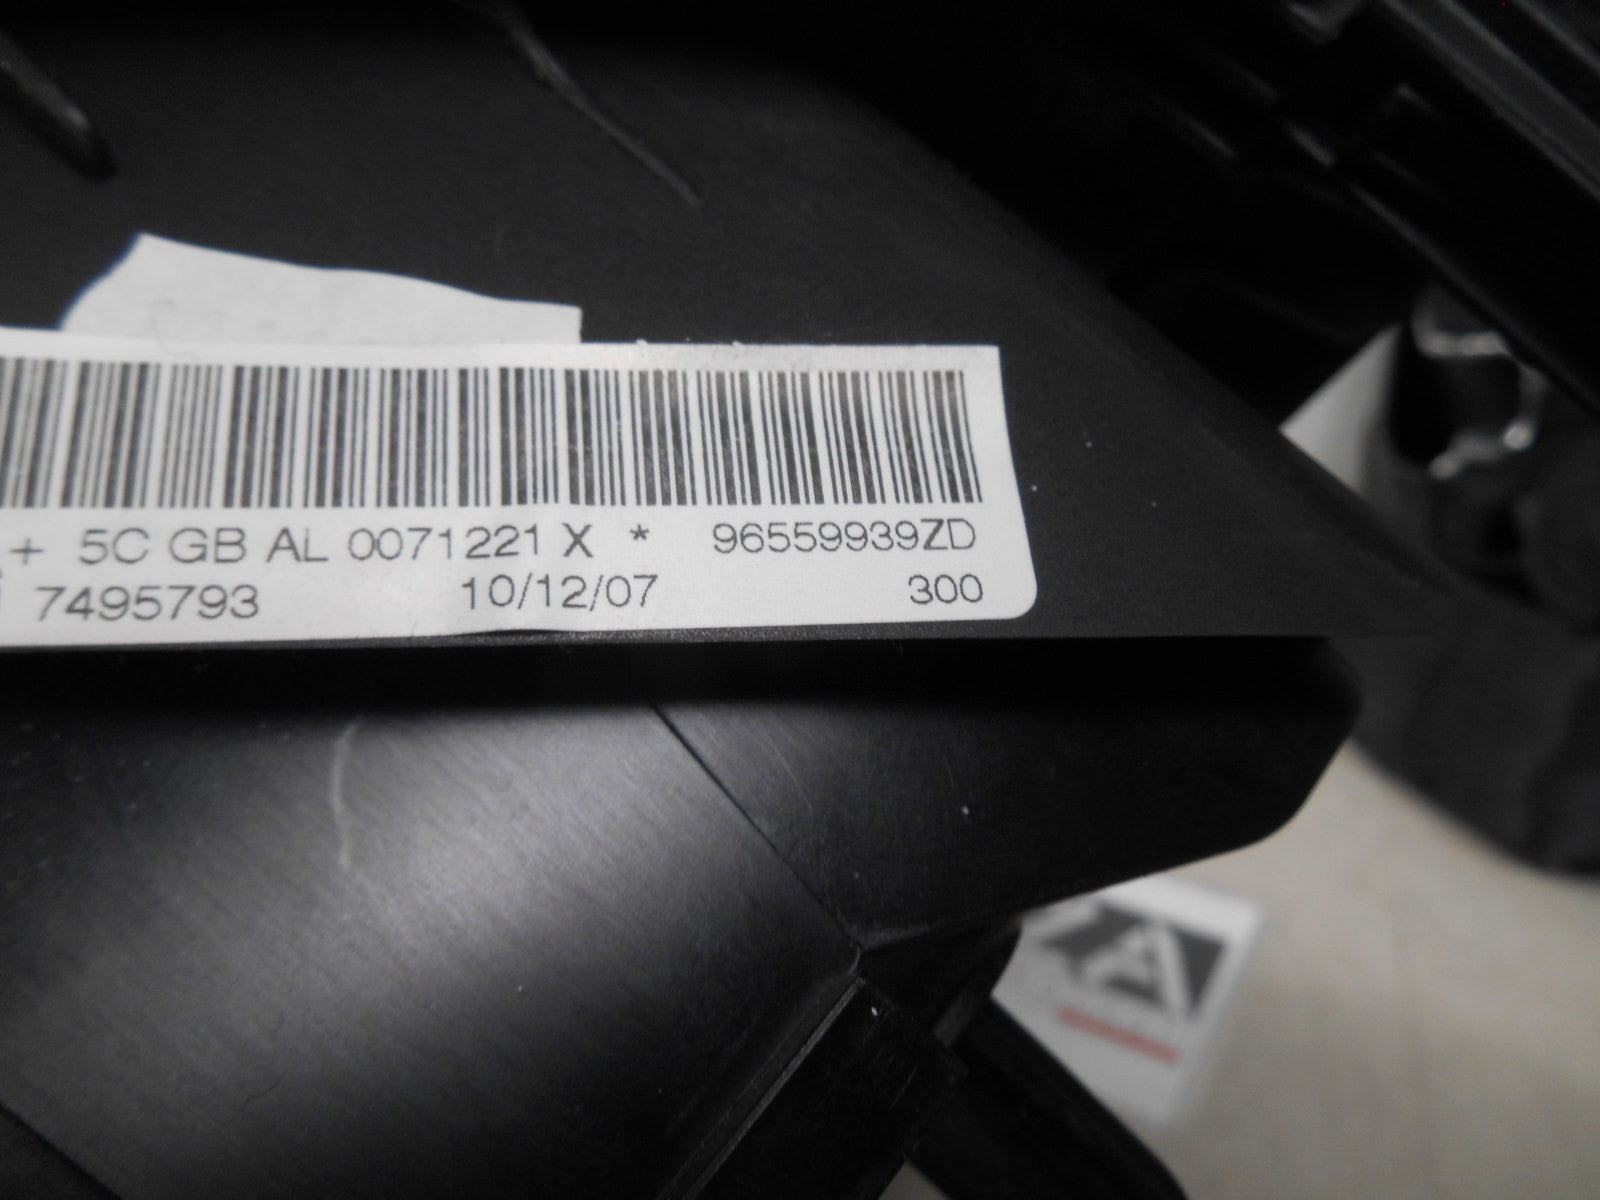 + 5C GB AL 0071221 X * 96559939ZD
7495793 10/12/07 300